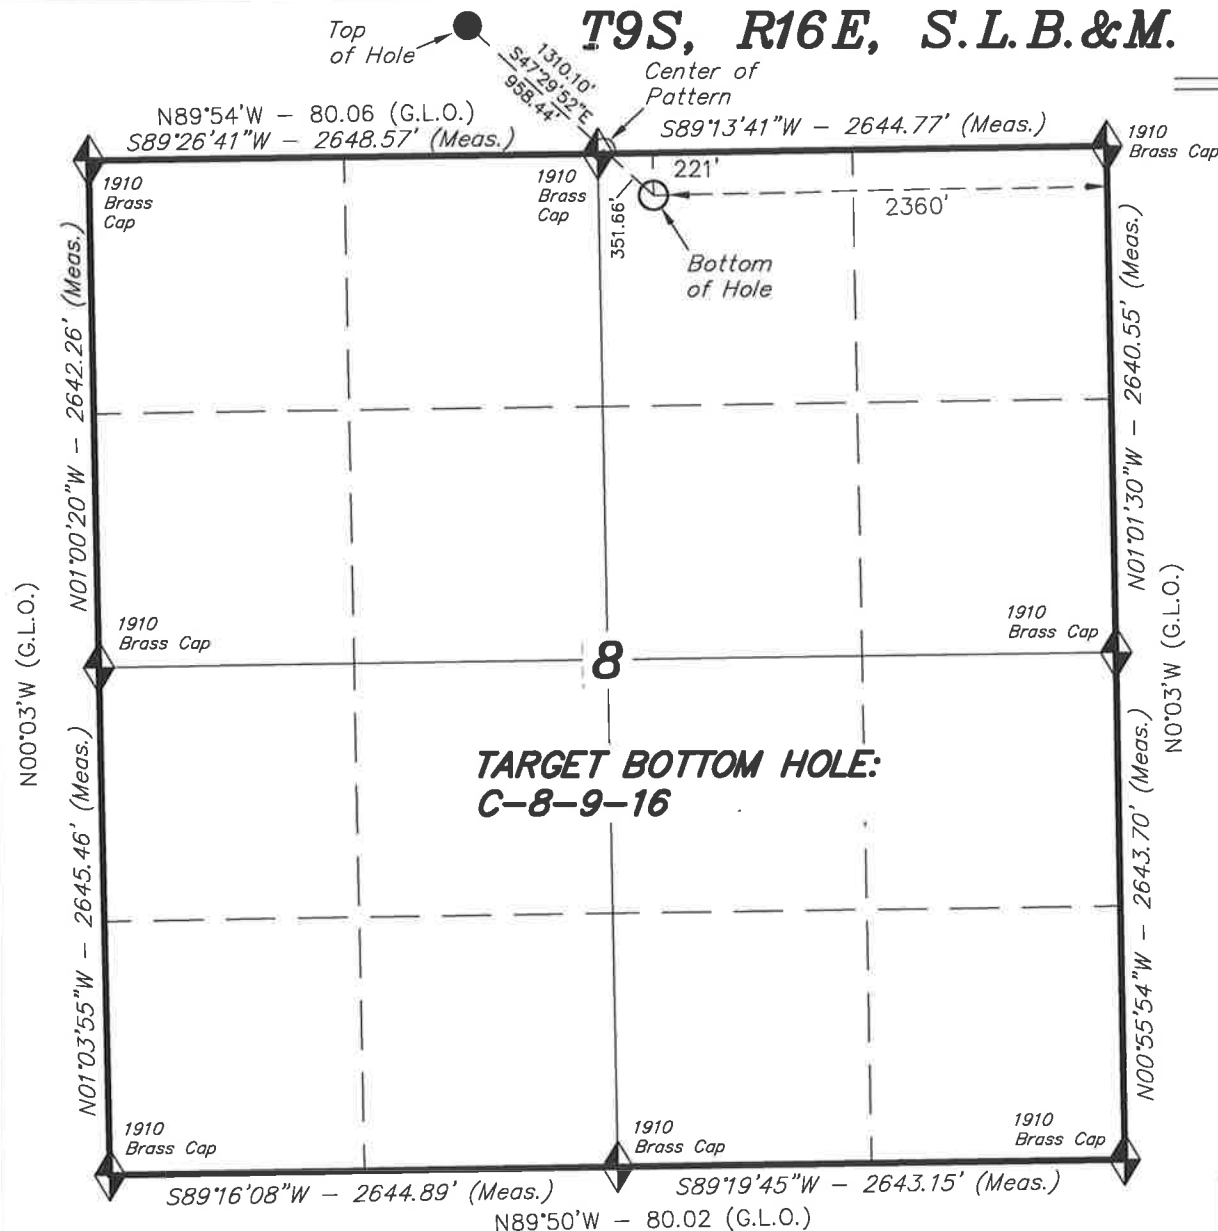 T9S, R16E, S.L.B.&M.
Top
of Hole
1310.10'
S47°29'52"E
958.44'
Center of
Pattern
N89°54'W - 80.06 (G.L.O.)
S89°26'41"W - 2648.57' (Meas.)
S89°13'41"W - 2644.77' (Meas.)
1910
Brass Cap
1910
Brass
Cap
1910
Brass
Cap
221'
351.66'
2360'
Bottom
of Hole
N01°00'20"W - 2642.26' (Meas.)
N01°01'30"W - 2640.55' (Meas.)
N00°03'W (G.L.O.)
N0°03'W (G.L.O.)
1910
Brass Cap
1910
Brass Cap
8
TARGET BOTTOM HOLE:
C-8-9-16
N01°03'55"W - 2645.46' (Meas.)
N00°55'54"W - 2643.70' (Meas.)
1910
Brass Cap
1910
Brass Cap
1910
Brass Cap
S89°16'08"W - 2644.89' (Meas.)
S89°19'45"W - 2643.15' (Meas.)
N89°50'W - 80.02 (G.L.O.)